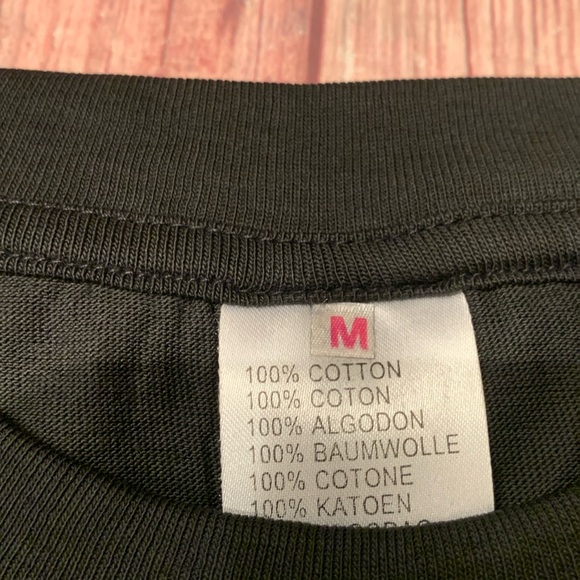 M
100% COTTON
100% COTON
100% ALGODON
100% BAUMWOLLE
100% COTONE
100% KATOEN